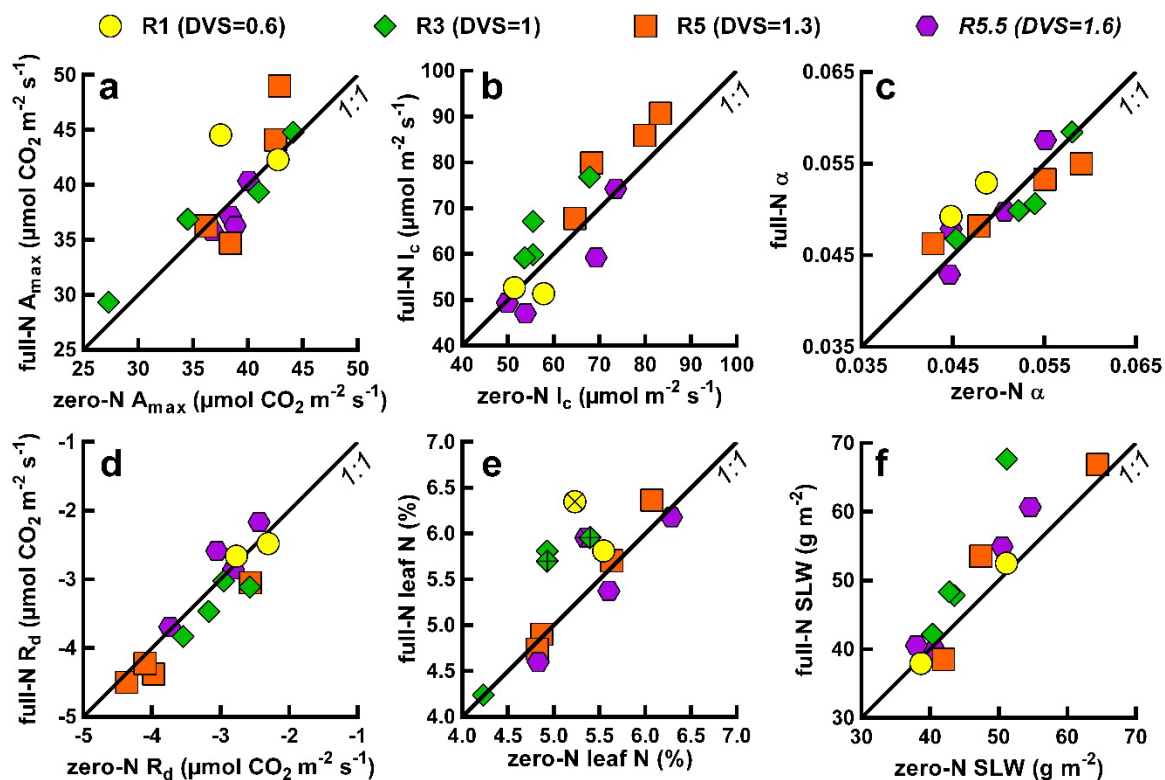 R1 (DVS=0.6) R3 (DVS=1) R5 (DVS=1.3) R5.5 (DVS=1.6)
a
1:1
full-N Amax (µmol CO2 m-2 s-1)
50
45
40
35
30
25
25 30 35 40 45 50
zero-N Amax (µmol CO2 m-2 s-1)
b
1:1
full-N Ic (µmol m-2 s-1)
100
90
80
70
60
50
40
40 50 60 70 80 90 100
zero-N Ic (µmol m-2 s-1)
c
1:1
full-N α
0.065
0.055
0.045
0.035
0.035 0.045 0.055 0.065
zero-N α
d
1:1
full-N Rd (µmol CO2 m-2 s-1)
-1
-2
-3
-4
-5
-5 -4 -3 -2 -1
zero-N Rd (µmol CO2 m-2 s-1)
e
1:1
full-N leaf N (%)
7.0
6.5
6.0
5.5
5.0
4.5
4.0
4.0 4.5 5.0 5.5 6.0 6.5 7.0
zero-N leaf N (%)
f
1:1
full-N SLW (g m-2)
70
60
50
40
30
30 40 50 60 70
zero-N SLW (g m-2)